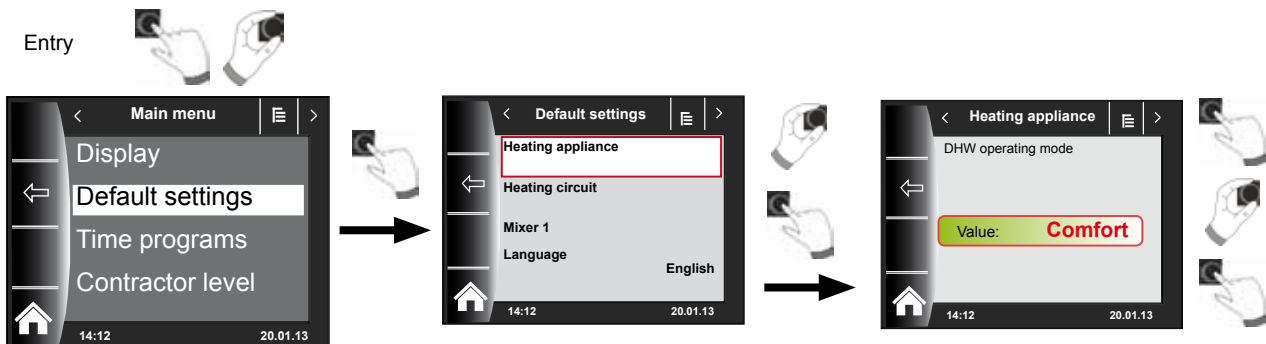 Entry
Main menu
Display
Default settings
Time programs
Contractor level
14:12 20.01.13
Default settings
Heating appliance
Heating circuit
Mixer 1
Language
English
14:12 20.01.13
Heating appliance
DHW operating mode
Value: Comfort
14:12 20.01.13